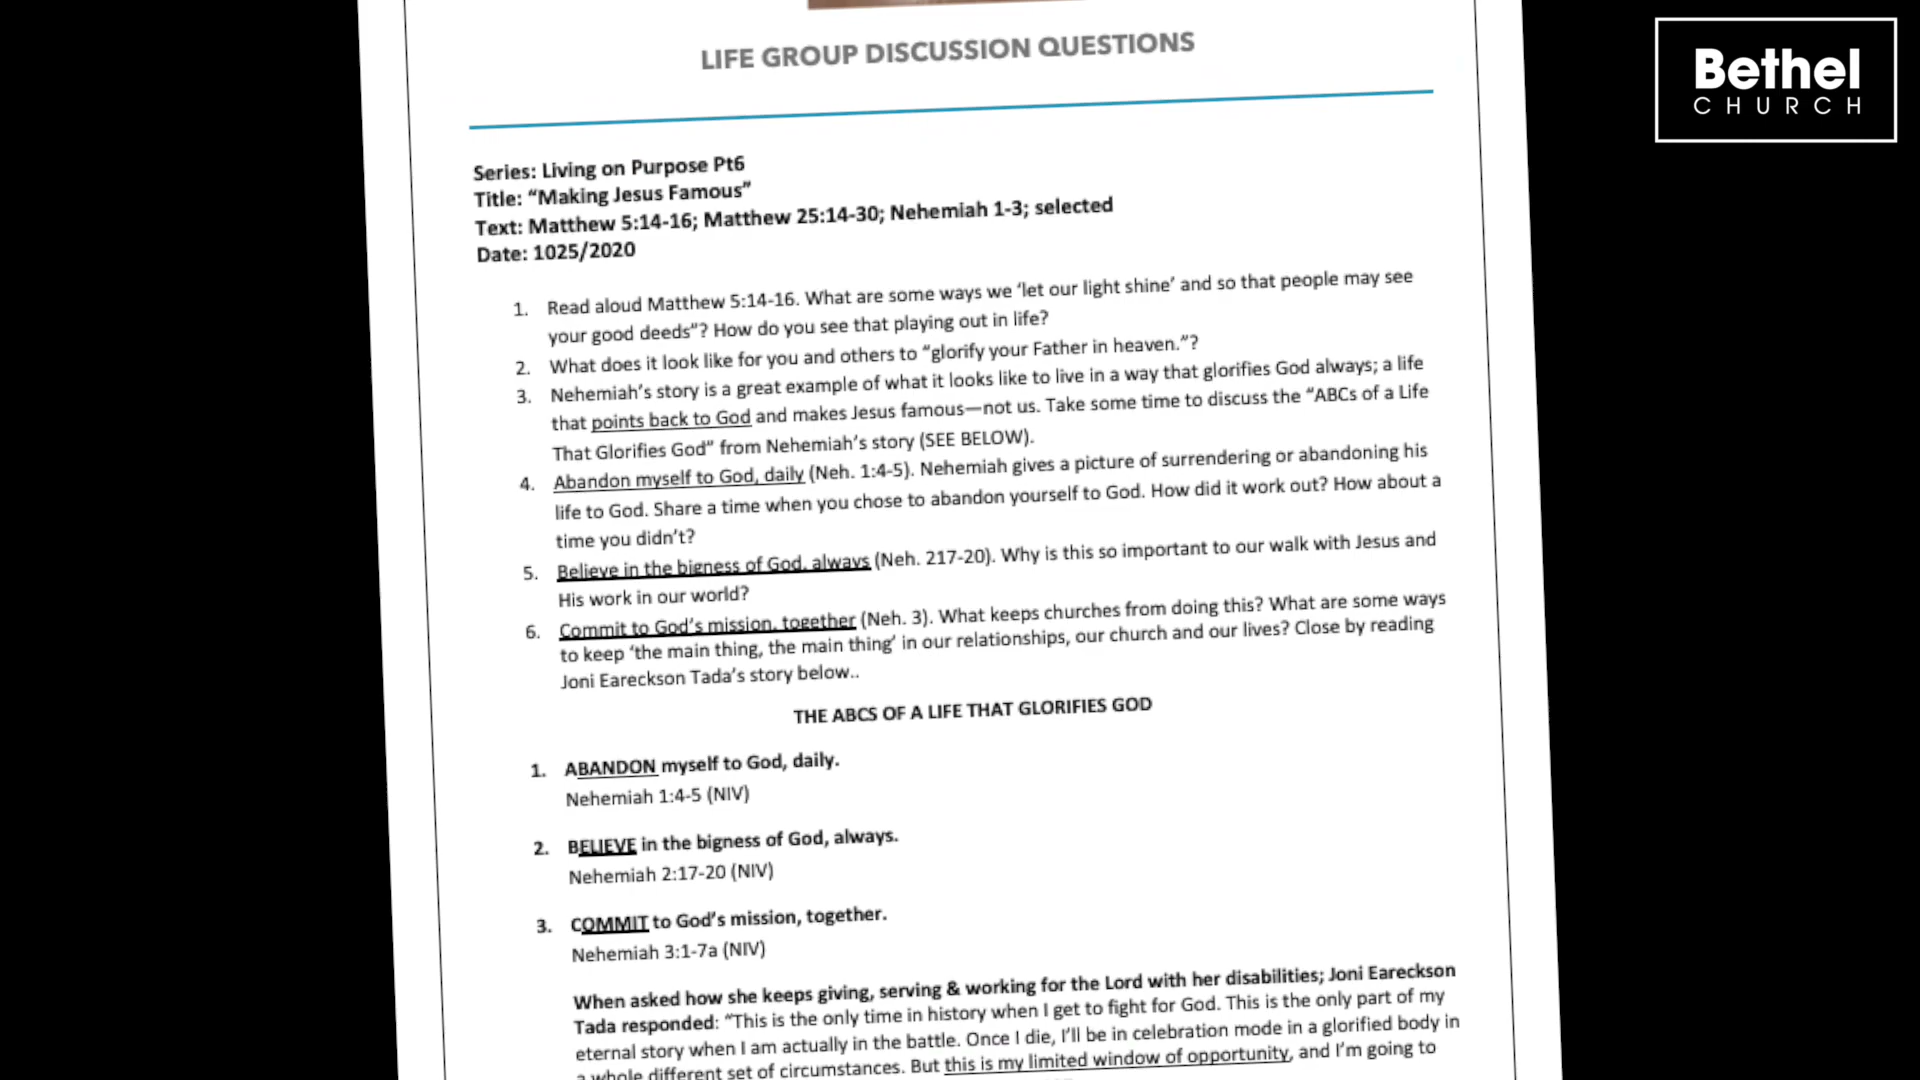 LIFE GROUP DISCUSSION QUESTIONS
Bethel
CHURCH
Series: Living on Purpose Pt6
Title: “Making Jesus Famous”
Text: Matthew 5:14-16; Matthew 25:14-30; Nehemiah 1-3; selected
Date: 1025/2020
1. Read aloud Matthew 5:14-16. What are some ways we ‘let our light shine’ and so that people may see
your good deeds”? How do you see that playing out in life?
2. What does it look like for you and others to “glorify your Father in heaven.”?
3. Nehemiah’s story is a great example of what it looks like to live in a way that glorifies God always; a life
that points back to God and makes Jesus famous—not us. Take some time to discuss the “ABCs of a Life
That Glorifies God” from Nehemiah’s story (SEE BELOW).
4. Abandon myself to God, daily (Neh. 1:4-5). Nehemiah gives a picture of surrendering or abandoning his
life to God. Share a time when you chose to abandon yourself to God. How did it work out? How about a
time you didn’t?
5. Believe in the bigness of God, always (Neh. 217-20). Why is this so important to our walk with Jesus and
His work in our world?
6. Commit to God’s mission, together (Neh. 3). What keeps churches from doing this? What are some ways
to keep ‘the main thing, the main thing’ in our relationships, our church and our lives? Close by reading
Joni Eareckson Tada’s story below..
THE ABCS OF A LIFE THAT GLORIFIES GOD
1. ABANDON myself to God, daily.
Nehemiah 1:4-5 (NIV)
2. BELIEVE in the bigness of God, always.
Nehemiah 2:17-20 (NIV)
3. COMMIT to God’s mission, together.
Nehemiah 3:1-7a (NIV)
When asked how she keeps giving, serving & working for the Lord with her disabilities; Joni Eareckson
Tada responded: “This is the only time in history when I get to fight for God. This is the only part of my
eternal story when I am actually in the battle. Once I die, I’ll be in celebration mode in a glorified body in
a whole different set of circumstances. But this is my limited window of opportunity, and I’m going to